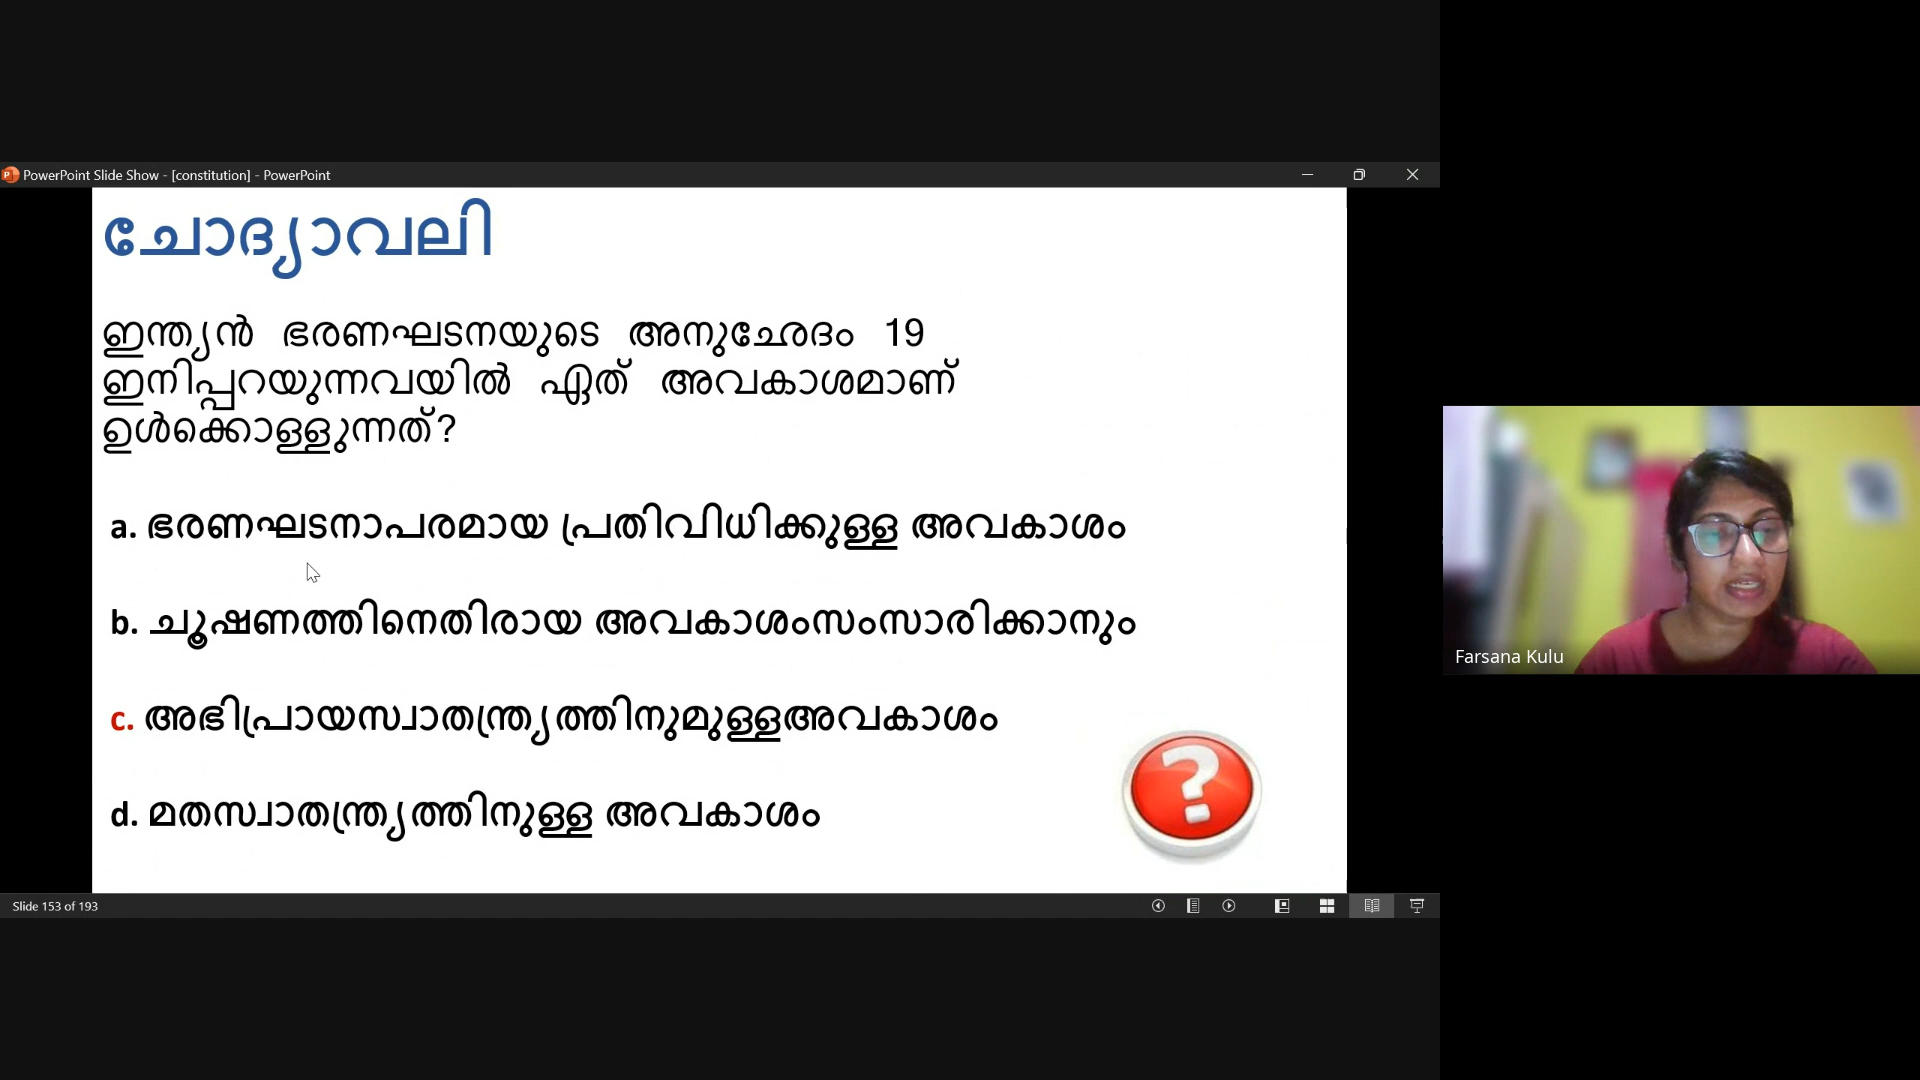 PowerPoint Slide Show - [constitution] - PowerPoint
ചോദ്യാവലി
ഇന്ത്യൻ ഭരണഘടനയുടെ അനുഛേദം 19
ഇനിപ്പറയുന്നവയിൽ ഏത് അവകാശമാണ്
ഉൾക്കൊള്ളുന്നത്?
a. ഭരണഘടനാപരമായ പ്രതിവിധിക്കുള്ള അവകാശം
b. ചൂഷണത്തിനെതിരായ അവകാശംസംസാരിക്കാനും
c. അഭിപ്രായസ്വാതന്ത്ര്യത്തിനുമുള്ളഅവകാശം
d. മതസ്വാതന്ത്ര്യത്തിനുള്ള അവകാശം
?
Farsana Kulu
Slide 153 of 193